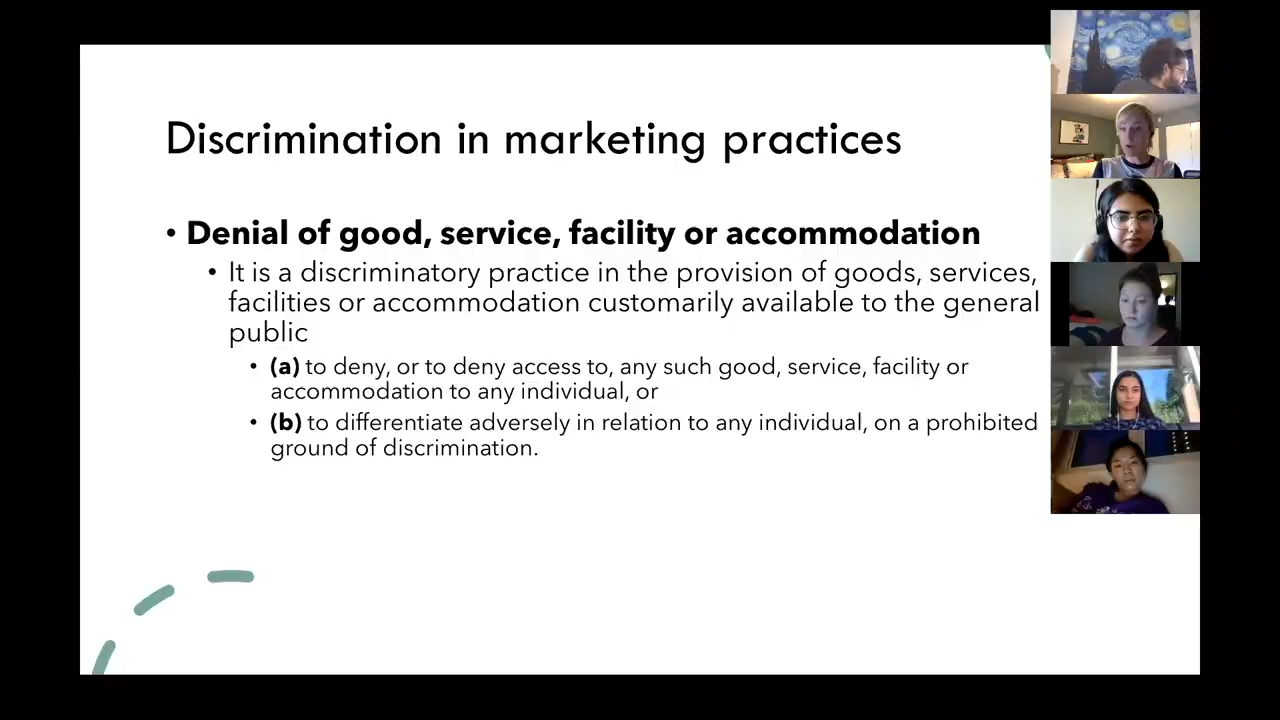 Discrimination in marketing practices
• Denial of good, service, facility or accommodation
• It is a discriminatory practice in the provision of goods, services,
facilities or accommodation customarily available to the general
public
• (a) to deny, or to deny access to, any such good, service, facility or
accommodation to any individual, or
• (b) to differentiate adversely in relation to any individual, on a prohibited
ground of discrimination.